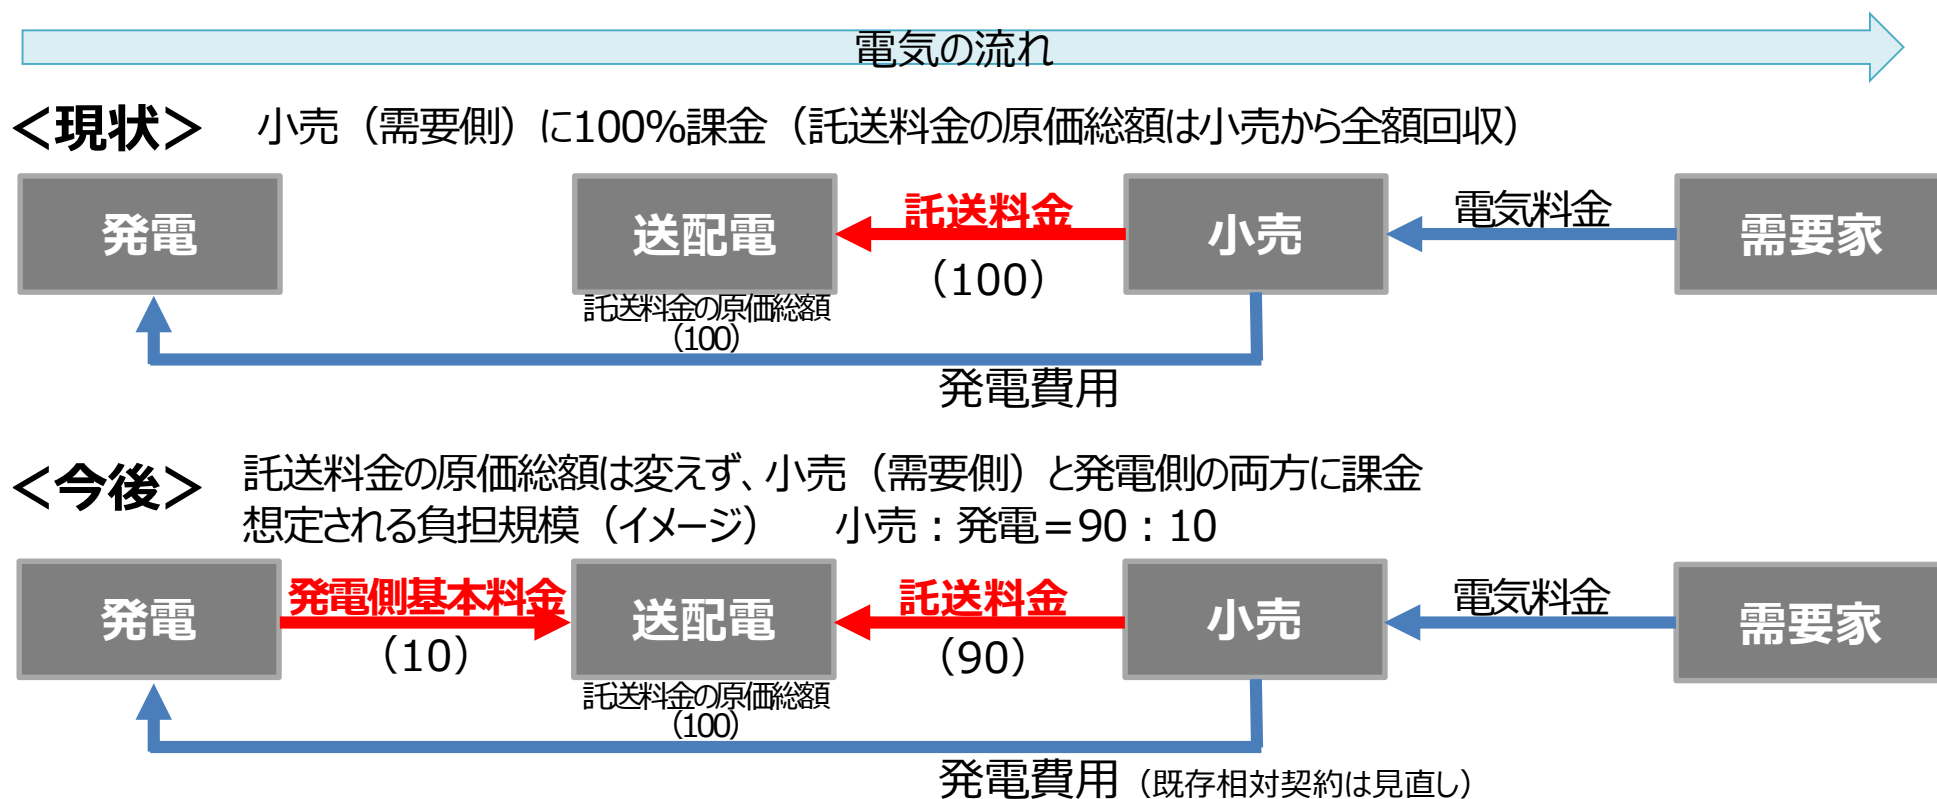 電気の流れ
＜現状＞ 小売（需要側）に100%課金（託送料金の原価総額は小売から全額回収）
発電
送配電
託送料金
（100）
小売
電気料金
需要家
託送料金の原価総額
（100）
発電費用
＜今後＞ 託送料金の原価総額は変えず、小売（需要側）と発電側の両方に課金
想定される負担規模（イメージ） 小売：発電＝90：10
発電
発電側基本料金
（10）
送配電
託送料金
（90）
小売
電気料金
需要家
託送料金の原価総額
（100）
発電費用（既存相対契約は見直し）